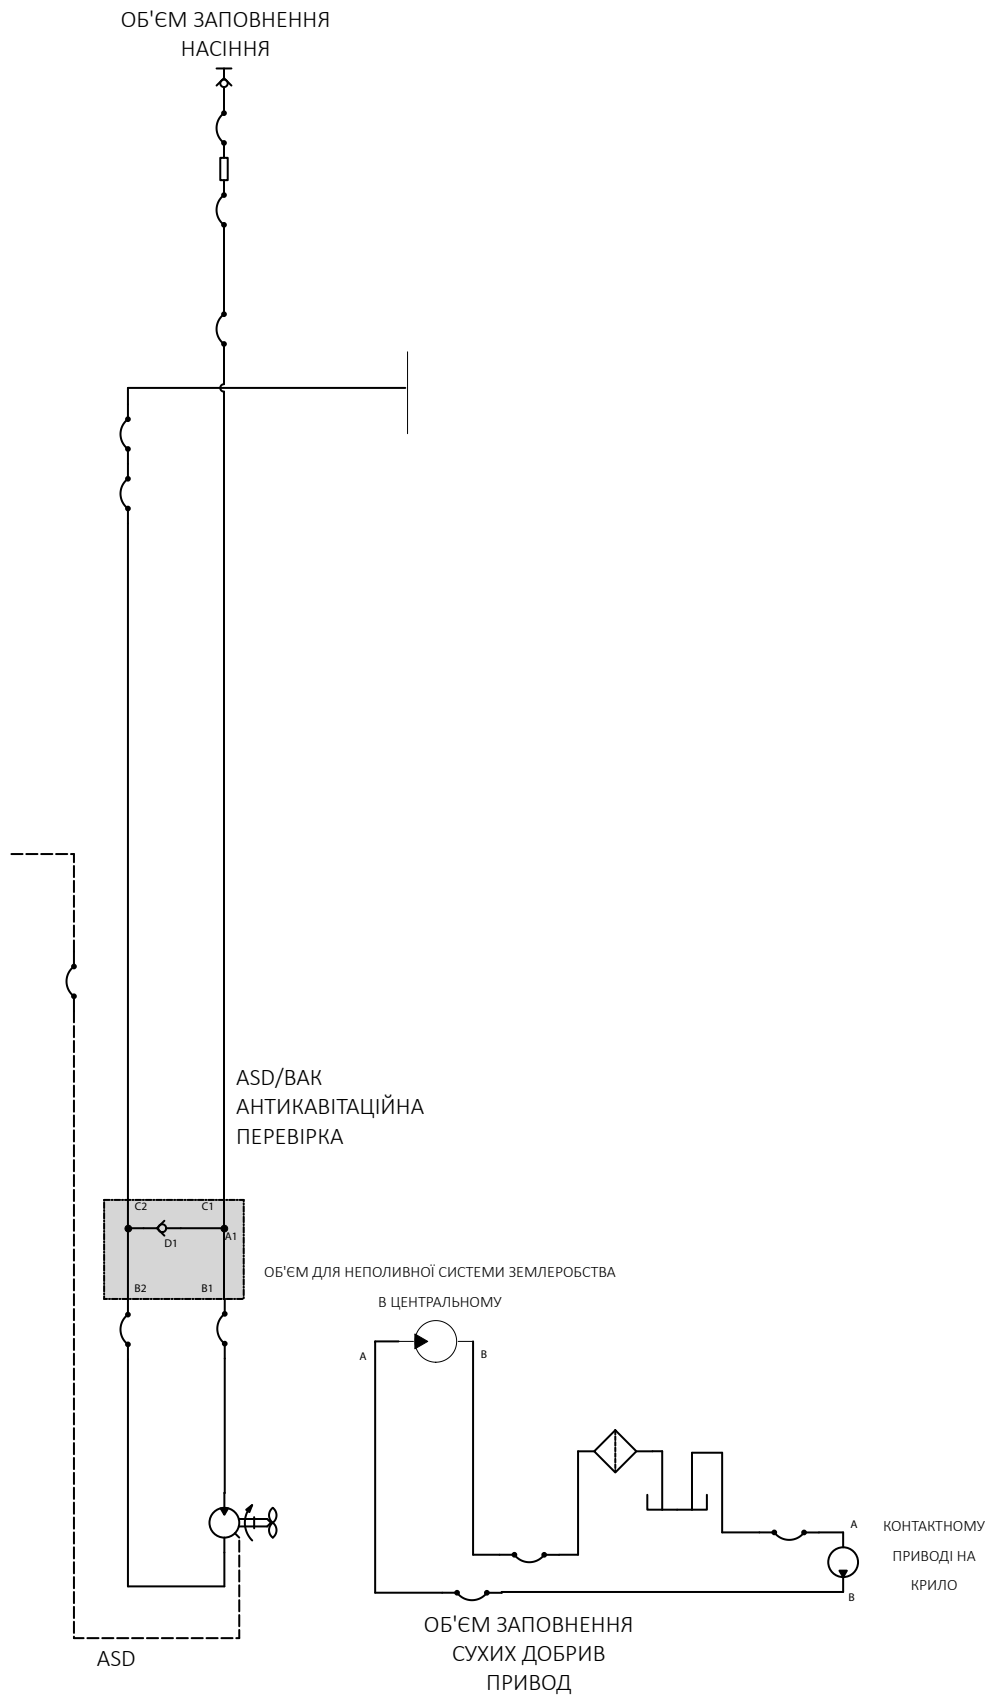 ОБ'ЄМ ЗАПОВНЕННЯ
НАСІННЯ
ASD/ВАК
АНТИКАВІТАЦІЙНА
ПЕРЕВІРКА
C2
C1
D1
A1
B2
B1
ОБ'ЄМ ДЛЯ НЕПОЛИВНОЇ СИСТЕМИ ЗЕМЛЕРОБСТВА
В ЦЕНТРАЛЬНОМУ
A
B
A
КОНТАКТНОМУ
ПРИВОДІ НА
КРИЛО
B
ОБ'ЄМ ЗАПОВНЕННЯ
СУХИХ ДОБРИВ
ПРИВОД
ASD